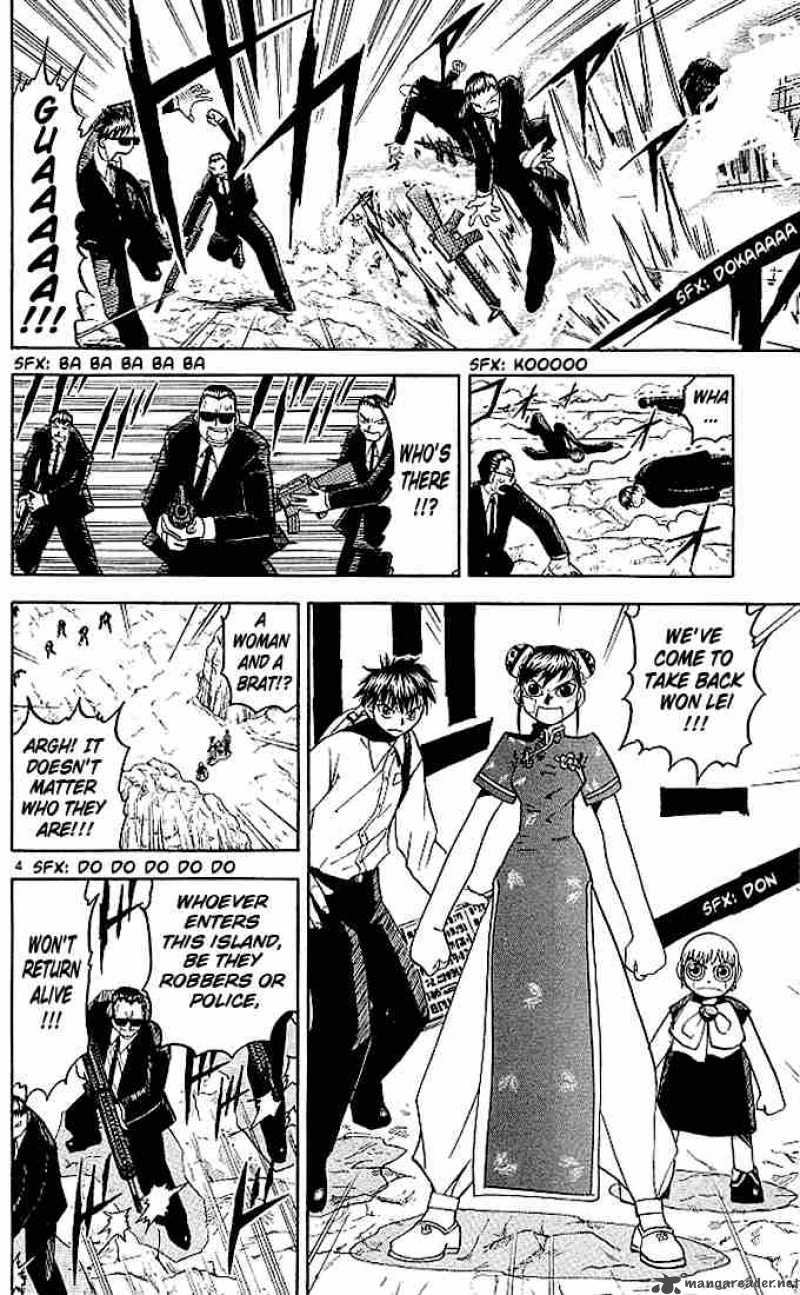 GUAAAAAA!!!
SFX: DOKAAAAA
SFX: BA BA BA BA BA
WHO'S
THERE
!!?
SFX: KOOOOO
WHA
...
A
WOMAN
AND A
BRAT!?
ARGH! IT
DOESN'T
MATTER
WHO THEY
ARE!!!
WE'VE
COME TO
TAKE BACK
WON LEI
!!!
SFX: DON
4
SFX: DO DO DO DO DO
WHOEVER
ENTERS
THIS ISLAND,
BE THEY
ROBBERS OR
POLICE,
WON'T
RETURN
ALIVE
!!!
mangareader.net